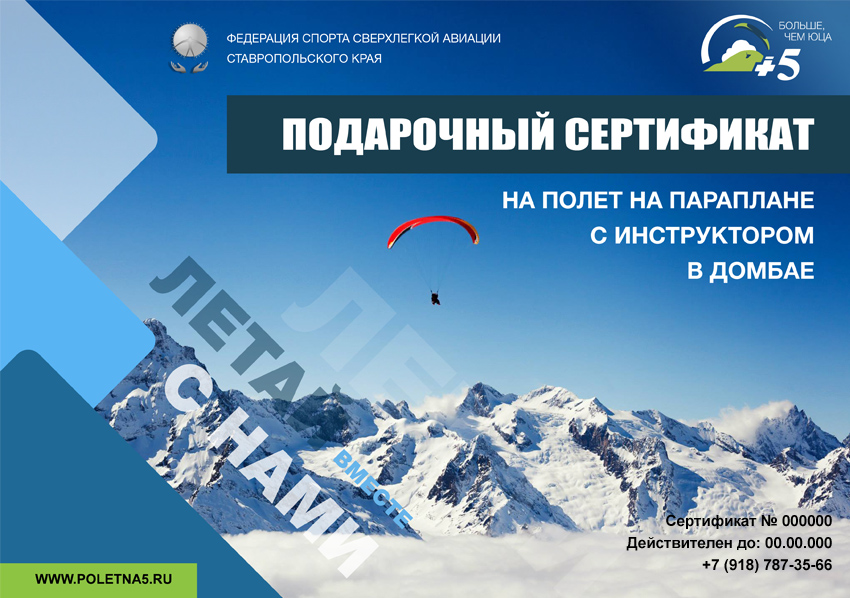 ФЕДЕРАЦИЯ СПОРТА СВЕРХЛЕГКОЙ АВИАЦИИ
СТАВРОПОЛЬСКОГО КРАЯ
БОЛЬШЕ,
ЧЕМ ЮЦА
+5
ПОДАРОЧНЫЙ СЕРТИФИКАТ
НА ПОЛЕТ НА ПАРАПЛАНЕ
С ИНСТРУКТОРОМ
В ДОМБАЕ
ЛЕТАЙ
ВМЕСТЕ
С НАМИ
ЛЕ
Сертификат № 000000
Действителен до: 00.00.000
+7 (918) 787-35-66
WWW.POLETNA5.RU